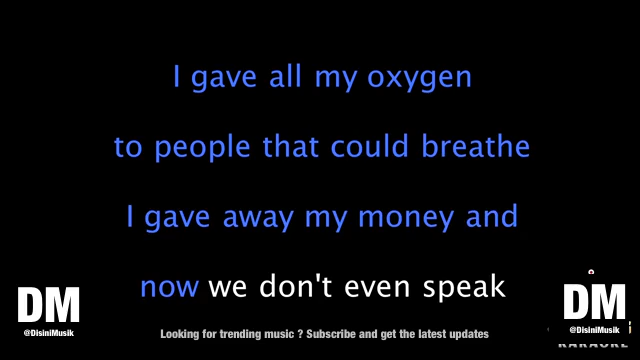 I gave all my oxygen
to people that could breathe
I gave away my money and
now we don't even speak
DM
@DisiniMusik
DM
@DisiniMusik
Looking for trending music ? Subscribe and get the latest updates
KARAOKE